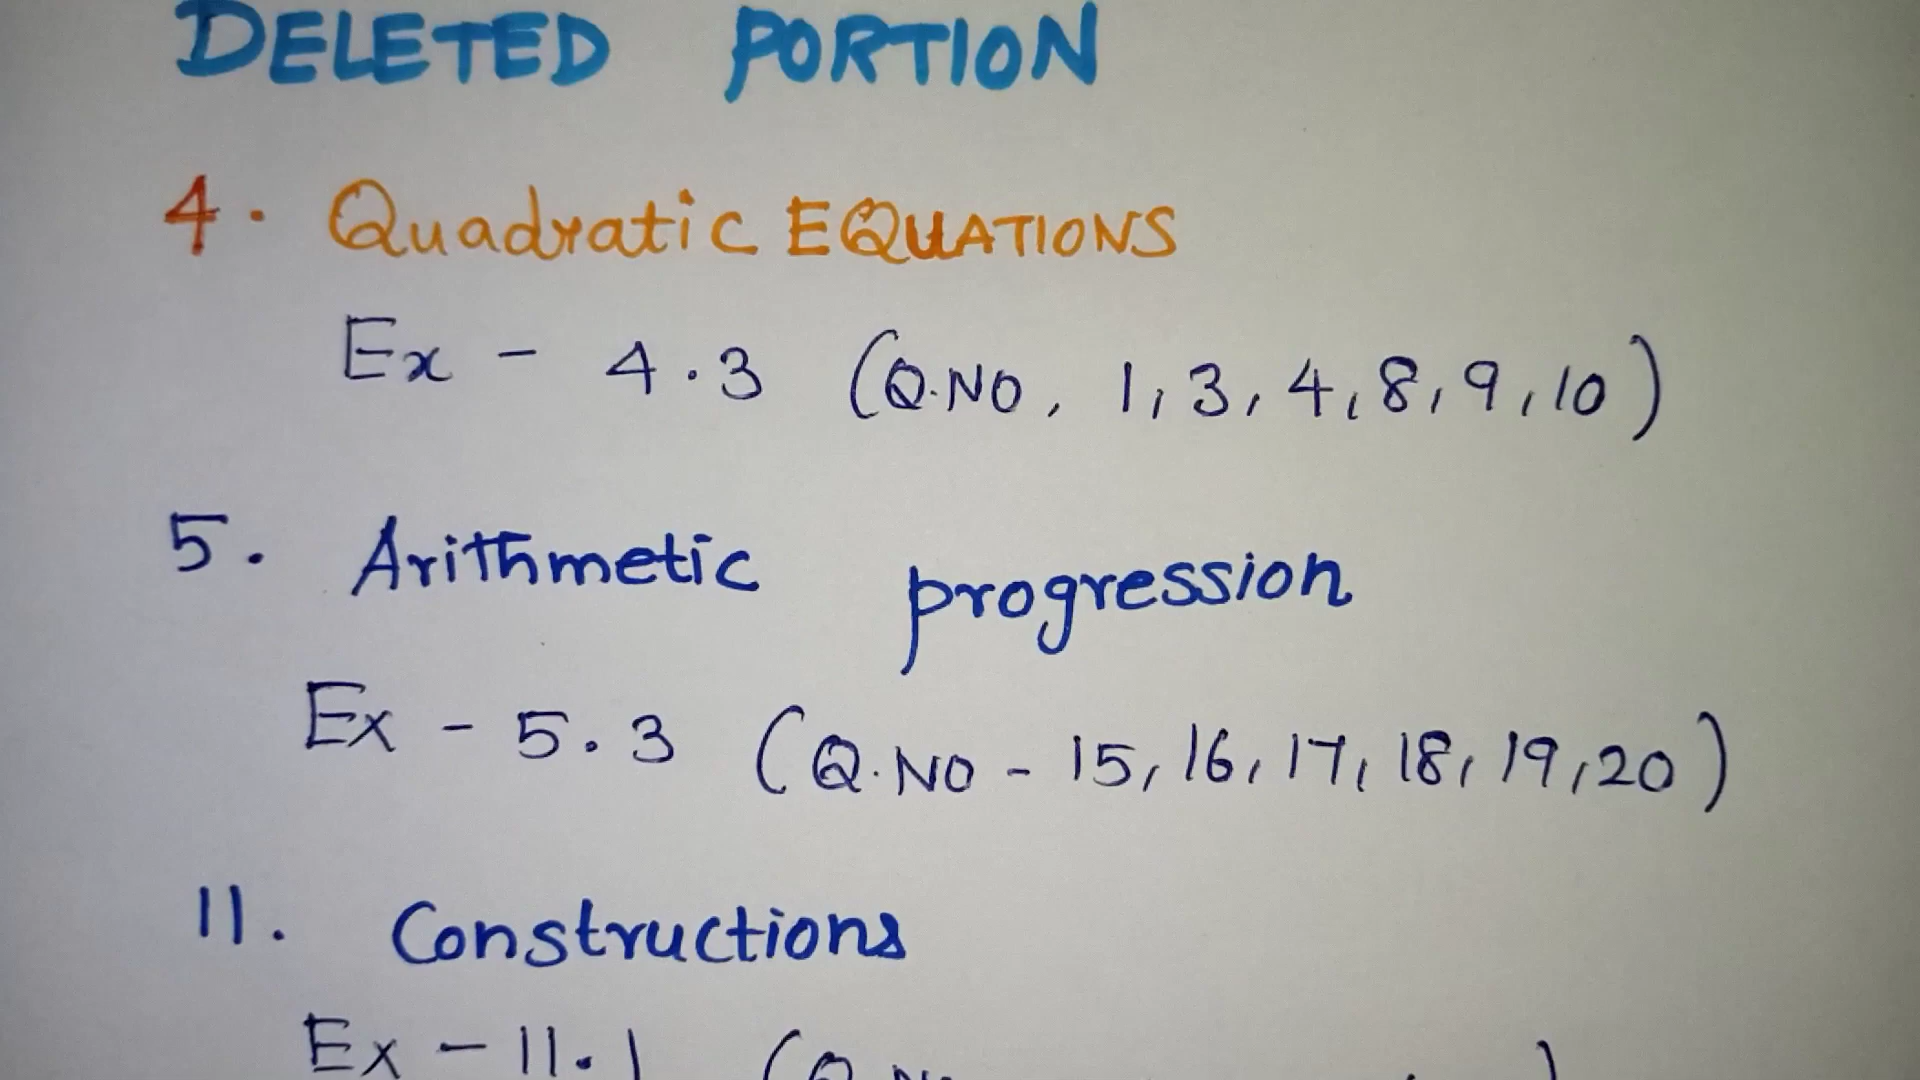 DELETED PORTION
4. Quadratic EQUATIONS
Ex - 4.3 (Q.NO, 1, 3, 4, 8, 9, 10)
5. Arithmetic progression
Ex - 5.3 (Q.NO - 15, 16, 17, 18, 19, 20)
11. Constructions
Ex - 11.1